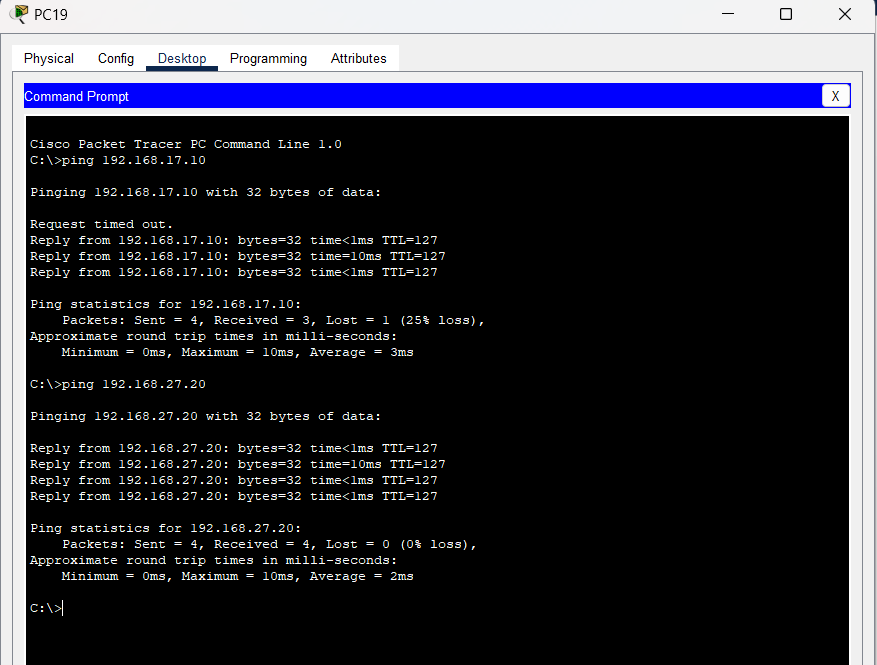 PC19
Physical Config Desktop Programming Attributes
Command Prompt
X
Cisco Packet Tracer PC Command Line 1.0
C:\>ping 192.168.17.10
Pinging 192.168.17.10 with 32 bytes of data:
Request timed out.
Reply from 192.168.17.10: bytes=32 time<1ms TTL=127
Reply from 192.168.17.10: bytes=32 time=10ms TTL=127
Reply from 192.168.17.10: bytes=32 time<1ms TTL=127
Ping statistics for 192.168.17.10:
    Packets: Sent = 4, Received = 3, Lost = 1 (25% loss),
Approximate round trip times in milli-seconds:
    Minimum = 0ms, Maximum = 10ms, Average = 3ms
C:\>ping 192.168.27.20
Pinging 192.168.27.20 with 32 bytes of data:
Reply from 192.168.27.20: bytes=32 time<1ms TTL=127
Reply from 192.168.27.20: bytes=32 time=10ms TTL=127
Reply from 192.168.27.20: bytes=32 time<1ms TTL=127
Reply from 192.168.27.20: bytes=32 time<1ms TTL=127
Ping statistics for 192.168.27.20:
    Packets: Sent = 4, Received = 4, Lost = 0 (0% loss),
Approximate round trip times in milli-seconds:
    Minimum = 0ms, Maximum = 10ms, Average = 2ms
C:\>